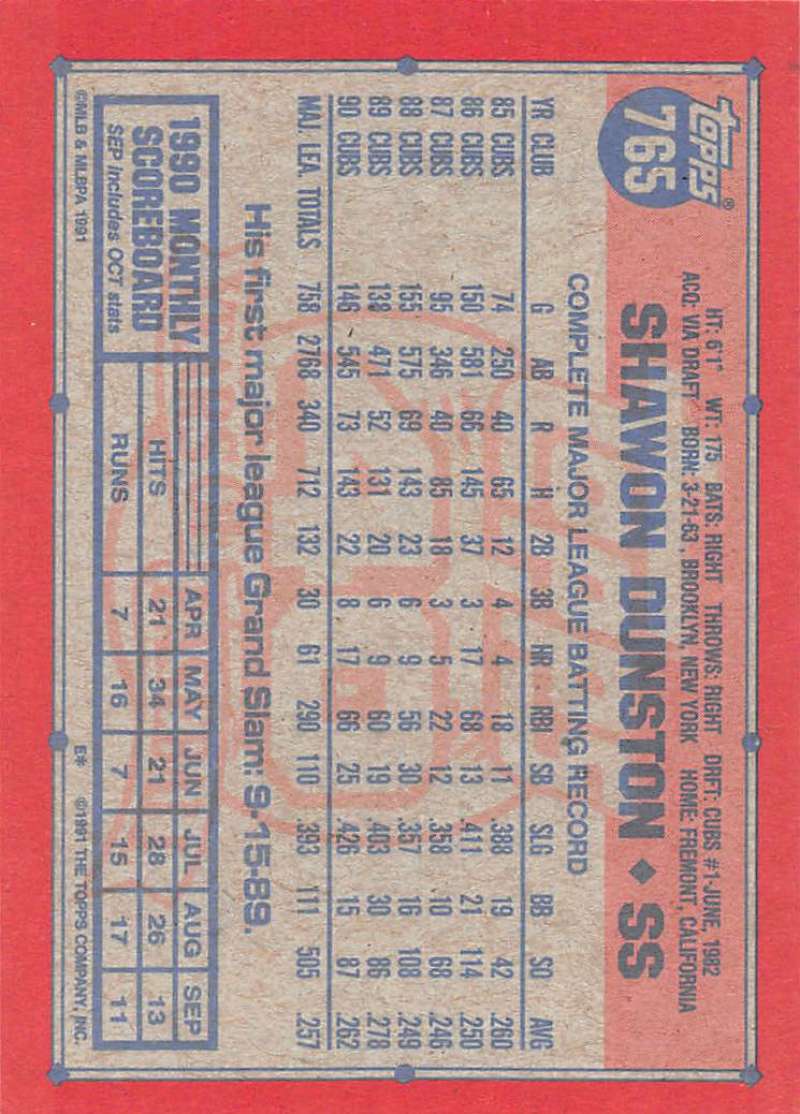 topps®
765
HT: 6'1" WT: 175 BATS: RIGHT THROWS: RIGHT DRFT: CUBS #1-JUNE, 1982
ACQ: VIA DRAFT BORN: 3-21-63, BROOKLYN, NEW YORK HOME: FREMONT, CALIFORNIA
SHAWON DUNSTON ♦ SS
COMPLETE MAJOR LEAGUE BATTING RECORD
YR CLUB G AB R H 2B 3B HR RBI SB SLG BB SO AVG
85 CUBS 74 250 40 65 12 4 4 18 11 .388 19 42 .260
86 CUBS 150 581 66 145 37 3 17 68 13 .411 21 114 .250
87 CUBS 95 346 40 85 18 3 5 22 12 .358 10 68 .246
88 CUBS 155 575 69 143 23 6 9 56 30 .357 16 108 .249
89 CUBS 138 471 52 131 20 6 9 60 19 .403 30 86 .278
90 CUBS 146 545 73 143 22 8 17 66 25 .426 15 87 .262
MAJ. LEA. TOTALS 758 2768 340 712 132 30 61 290 110 .393 111 505 .257
His first major league Grand Slam: 9-15-89.
1990 MONTHLY
SCOREBOARD
SEP includes OCT stats
APR MAY JUN JUL AUG SEP
HITS 21 34 21 28 26 13
RUNS 7 16 7 15 17 11
©MLB & MLBPA 1991 E* ©1991 THE TOPPS COMPANY, INC.